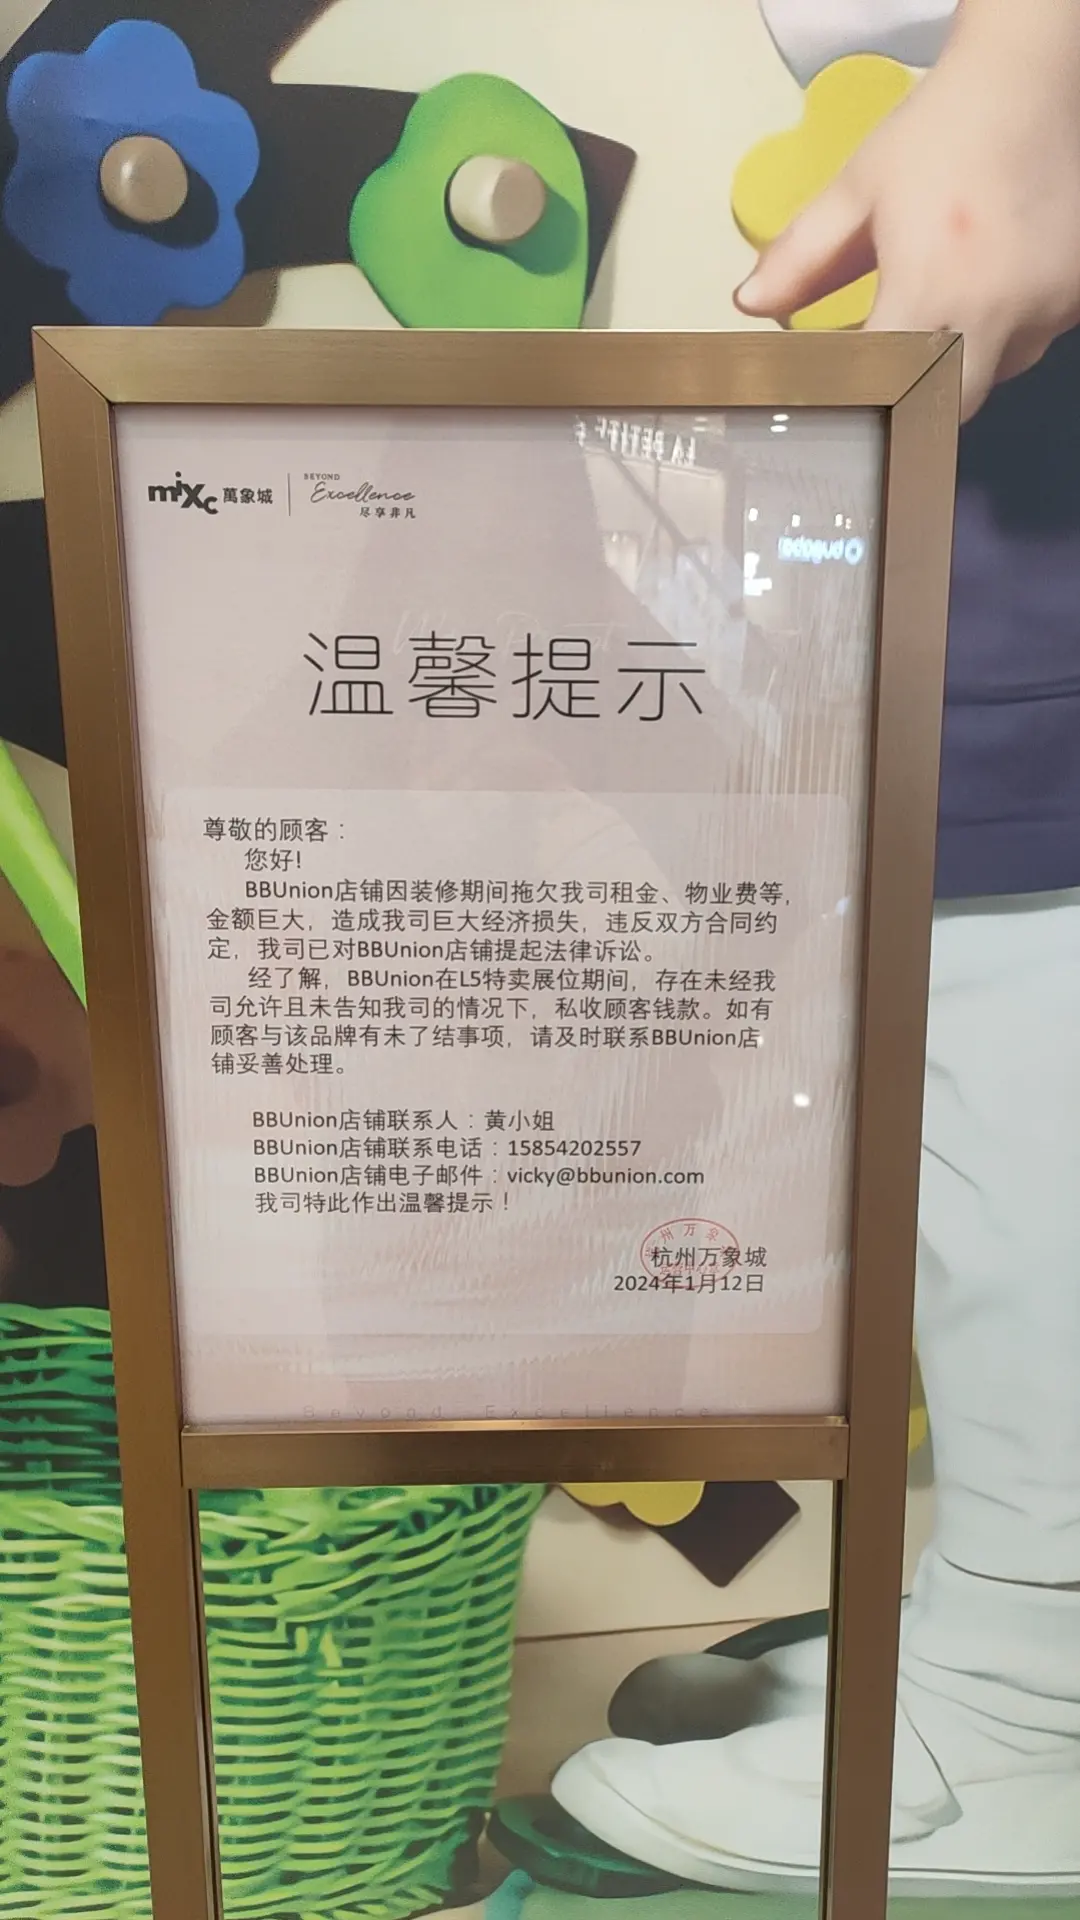 mixc 萬象城
BEYOND
Excellence
尽享非凡
温馨提示
尊敬的顾客：
您好！
BBUnion店铺因装修期间拖欠我司租金、物业费等，
金额巨大，造成我司巨大经济损失，违反双方合同约
定，我司已对BBUnion店铺提起法律诉讼。
经了解，BBUnion在L5特卖展位期间，存在未经我
司允许且未告知我司的情况下，私收顾客钱款。如有
顾客与该品牌有未了结事项，请及时联系BBUnion店
铺妥善处理。
BBUnion店铺联系人：黄小姐
BBUnion店铺联系电话：15854202557
BBUnion店铺电子邮件：vicky@bbunion.com
我司特此作出温馨提示！
杭州万象城
2024年1月12日
Beyond Excellence